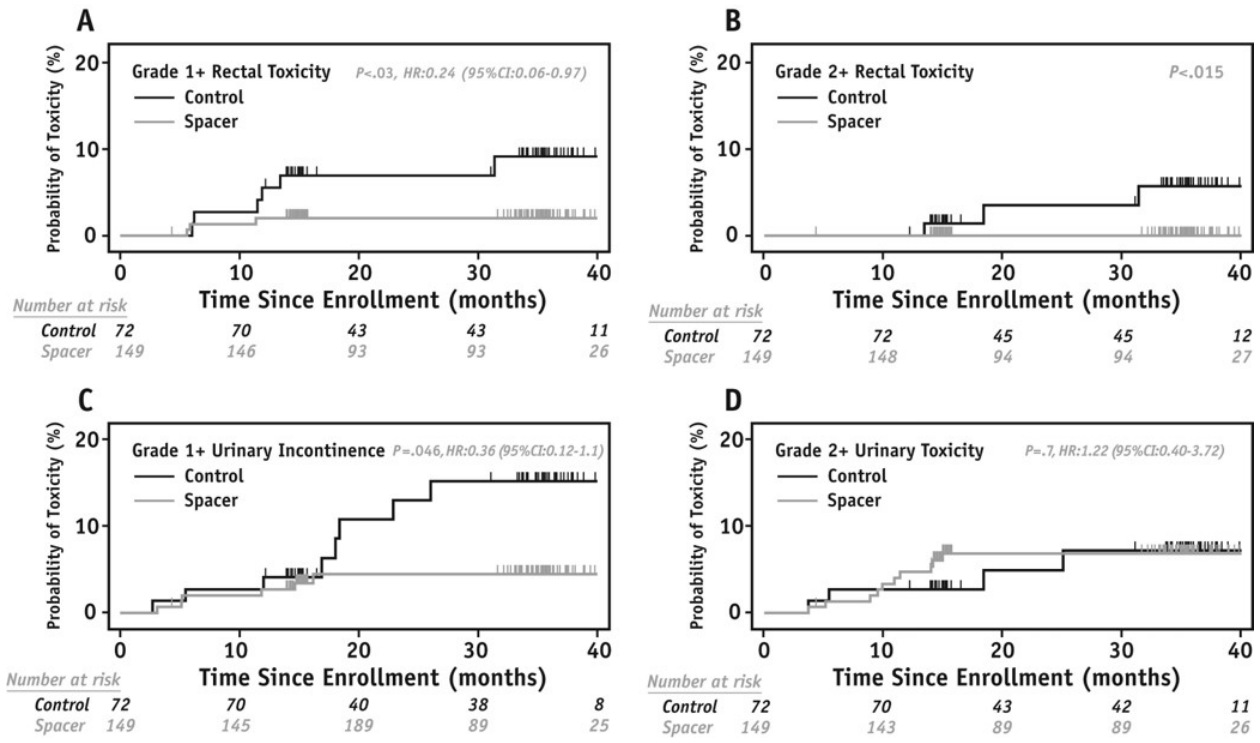 A
Probability of Toxicity (%)
20
10
0
Grade 1+ Rectal Toxicity P<.03, HR:0.24 (95%CI:0.06-0.97)
Control
Spacer
0 10 20 30 40
Time Since Enrollment (months)
Number at risk
Control 72 70 43 43 11
Spacer 149 146 93 93 26
B
Probability of Toxicity (%)
20
10
0
Grade 2+ Rectal Toxicity P<.015
Control
Spacer
0 10 20 30 40
Time Since Enrollment (months)
Number at risk
Control 72 72 45 45 12
Spacer 149 148 94 94 27
C
Probability of Toxicity (%)
20
10
0
Grade 1+ Urinary Incontinence P=.046, HR:0.36 (95%CI:0.12-1.1)
Control
Spacer
0 10 20 30 40
Time Since Enrollment (months)
Number at risk
Control 72 70 40 38 8
Spacer 149 145 189 89 25
D
Probability of Toxicity (%)
20
10
0
Grade 2+ Urinary Toxicity P=.7, HR:1.22 (95%CI:0.40-3.72)
Control
Spacer
0 10 20 30 40
Time Since Enrollment (months)
Number at risk
Control 72 70 43 42 11
Spacer 149 143 89 89 26